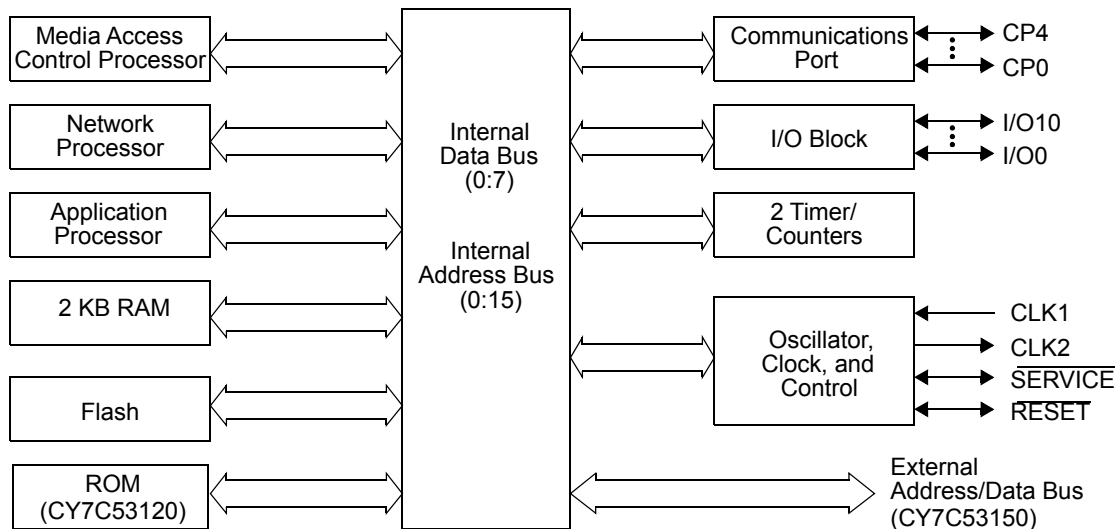 Media Access
Control Processor
Network
Processor
Application
Processor
2 KB RAM
Flash
ROM
(CY7C53120)
Internal
Data Bus
(0:7)
Internal
Address Bus
(0:15)
Communications
Port
CP4
CP0
I/O Block
I/O10
I/O0
2 Timer/
Counters
Oscillator,
Clock, and
Control
CLK1
CLK2
SERVICE
RESET
External
Address/Data Bus
(CY7C53150)